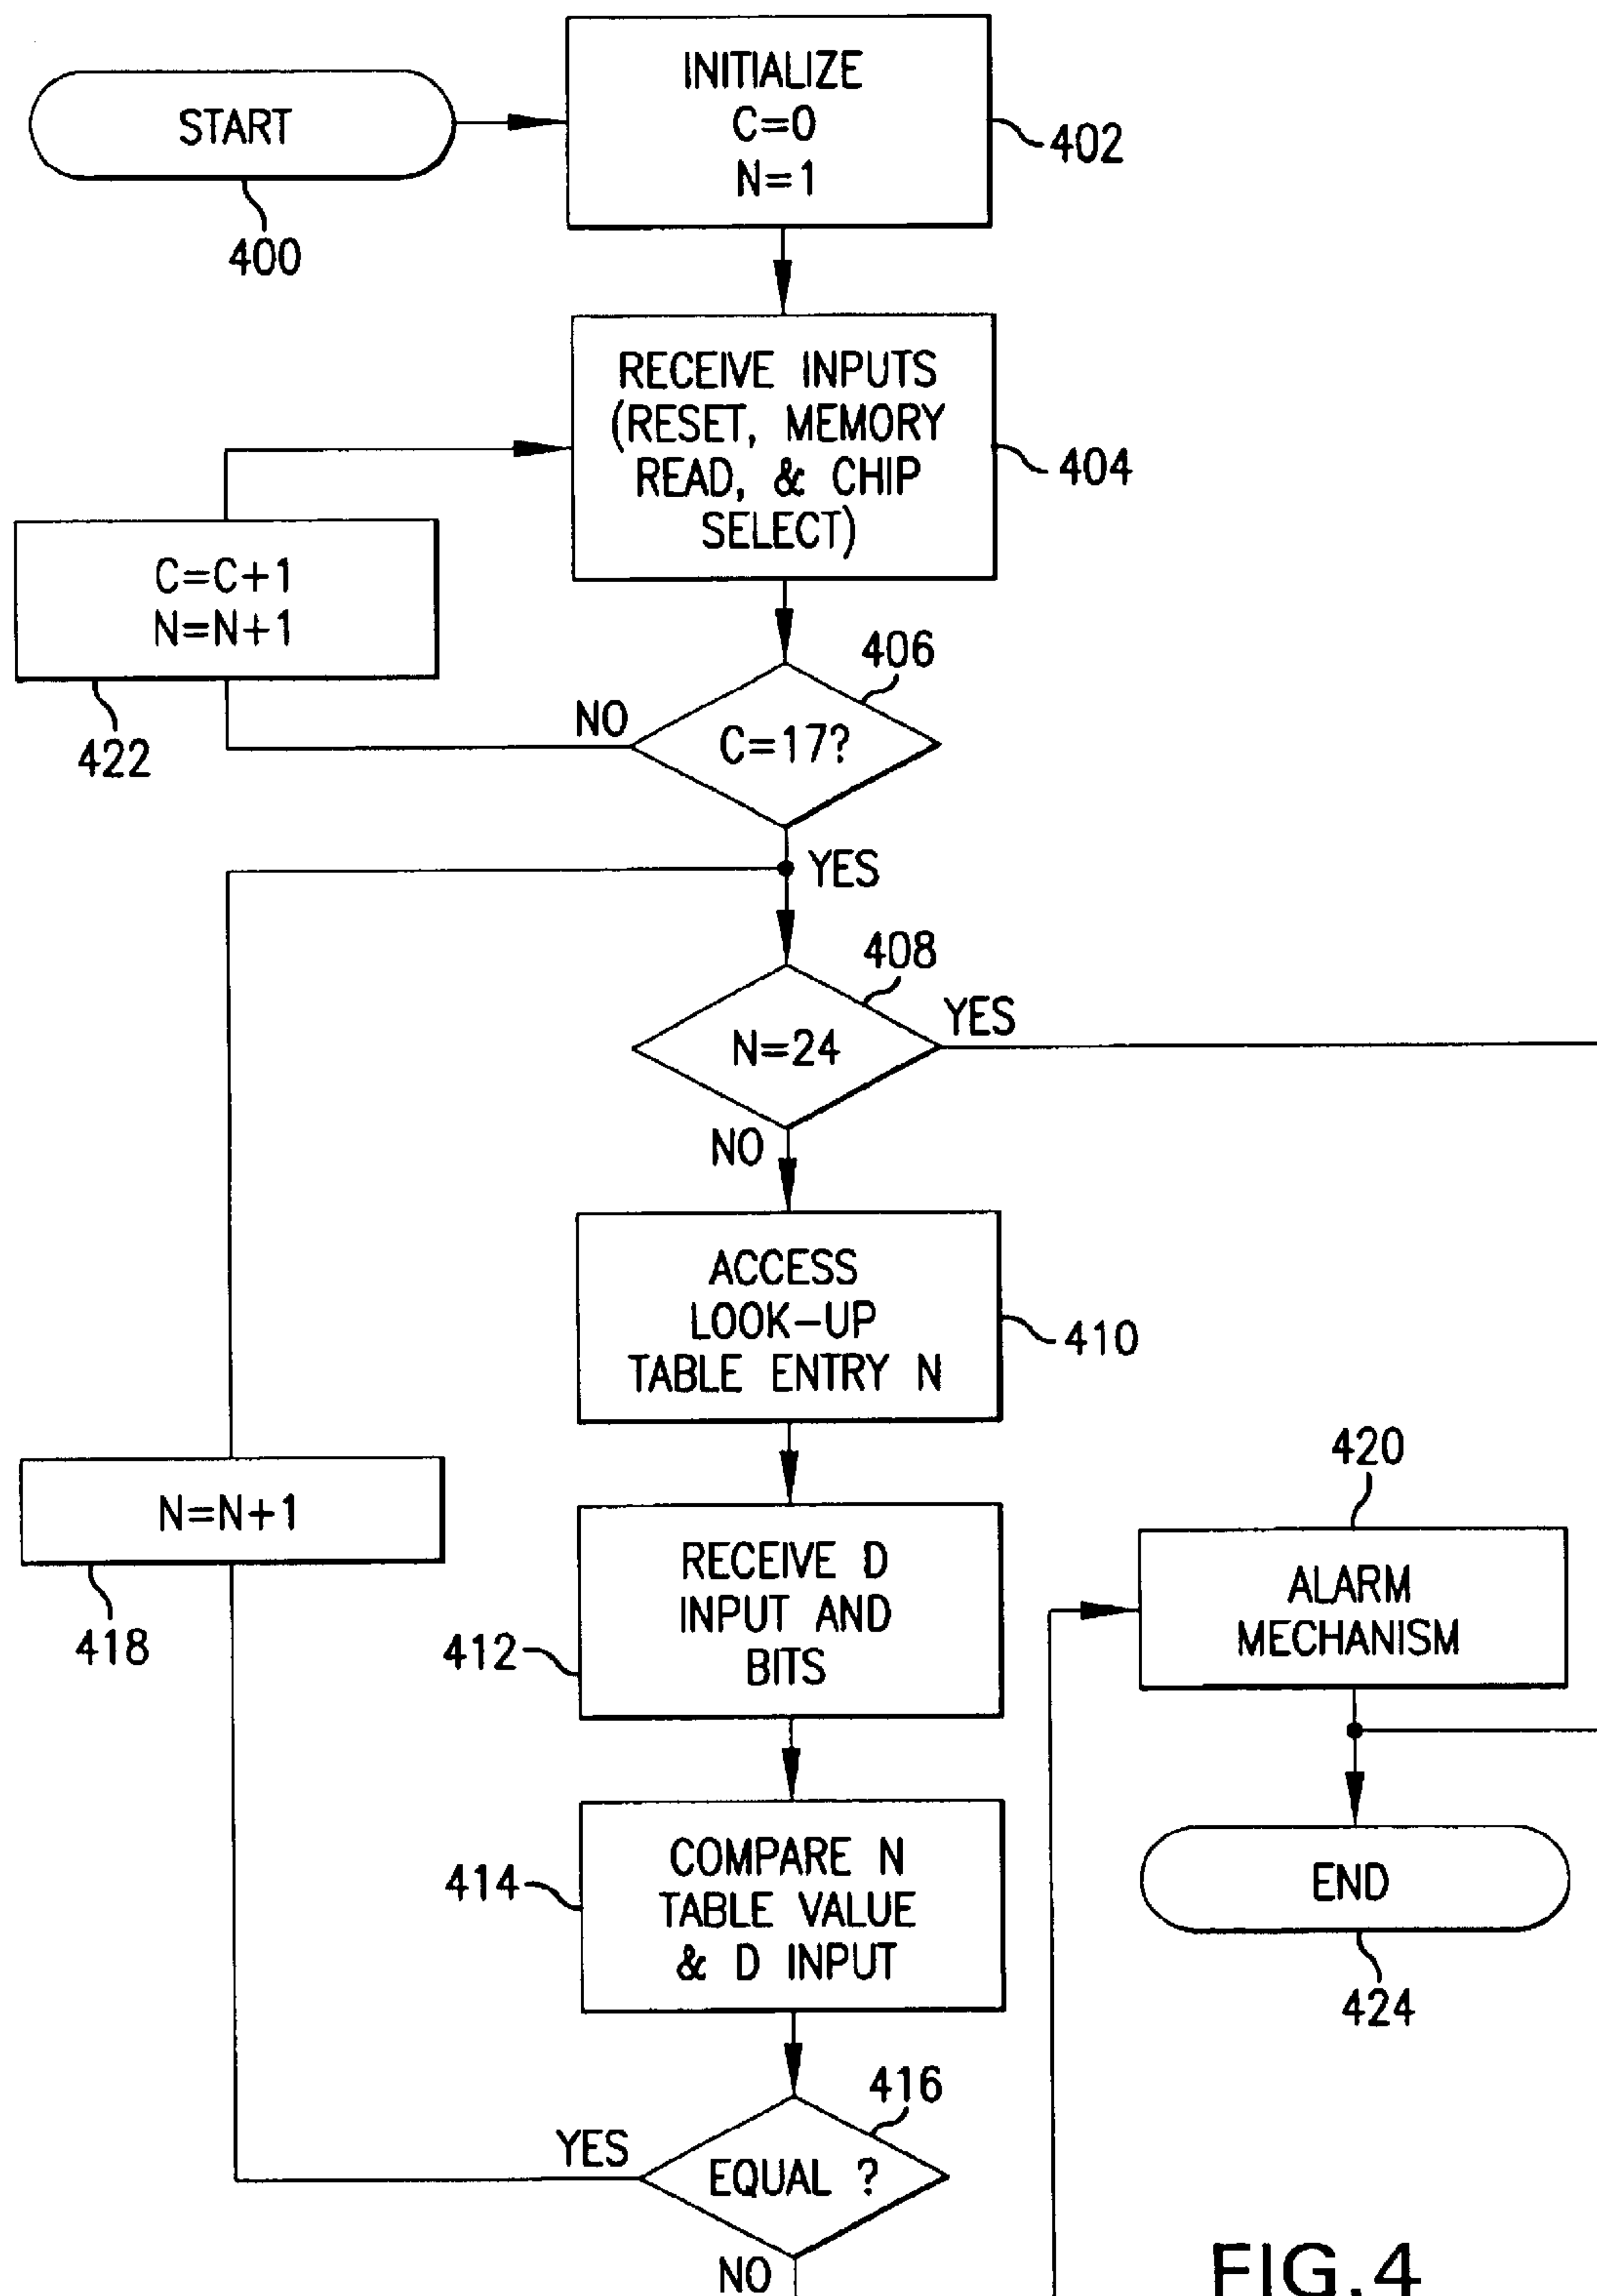 START
400
INITIALIZE
C=0
N=1
402
RECEIVE INPUTS
(RESET, MEMORY
READ, & CHIP
SELECT)
404
C=C+1
N=N+1
422
NO
406
C=17?
YES
408
N=24
YES
NO
ACCESS
LOOK-UP
TABLE ENTRY N
410
N=N+1
418
RECEIVE D
INPUT AND
BITS
412
420
ALARM
MECHANISM
COMPARE N
TABLE VALUE
& D INPUT
414
END
424
416
YES
EQUAL ?
NO
FIG.4